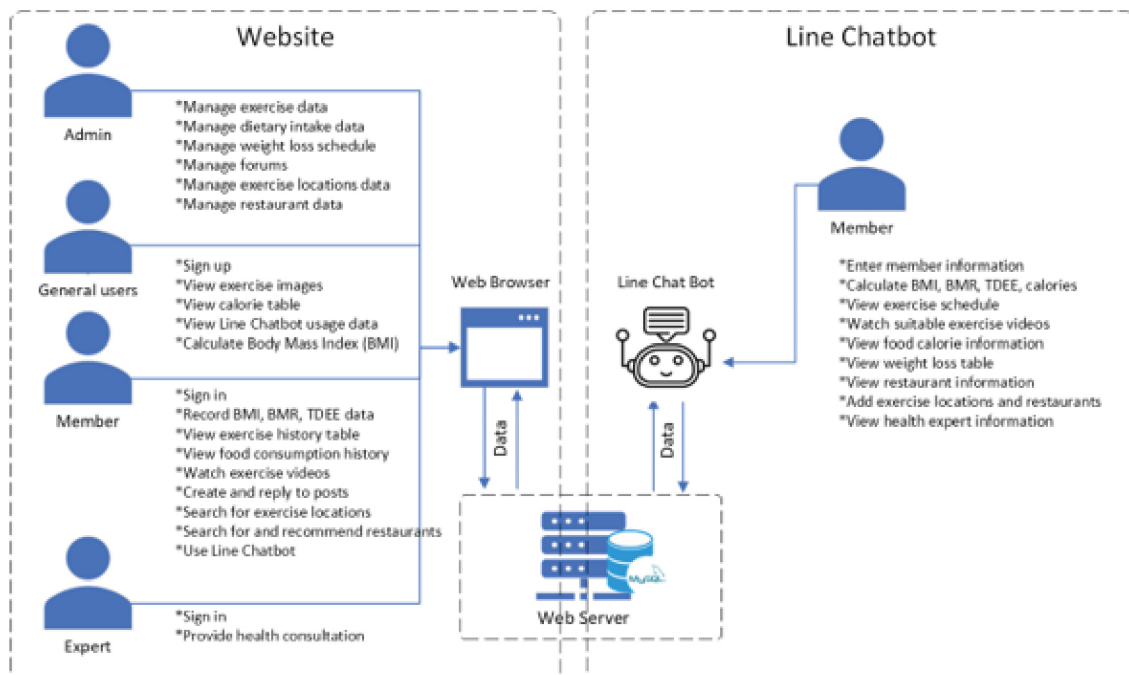 Website
Admin
*Manage exercise data
*Manage dietary intake data
*Manage weight loss schedule
*Manage forums
*Manage exercise locations data
*Manage restaurant data
General users
*Sign up
*View exercise images
*View calorie table
*View Line Chatbot usage data
*Calculate Body Mass Index (BMI)
Member
*Sign in
*Record BMI, BMR, TDEE data
*View exercise history table
*View food consumption history
*Watch exercise videos
*Create and reply to posts
*Search for exercise locations
*Search for and recommend restaurants
*Use Line Chatbot
Expert
*Sign in
*Provide health consultation
Web Browser
Data
Line Chatbot
Line Chat Bot
Data
Member
*Enter member information
*Calculate BMI, BMR, TDEE, calories
*View exercise schedule
*Watch suitable exercise videos
*View food calorie information
*View weight loss table
*View restaurant information
*Add exercise locations and restaurants
*View health expert information
MySQL
Web Server